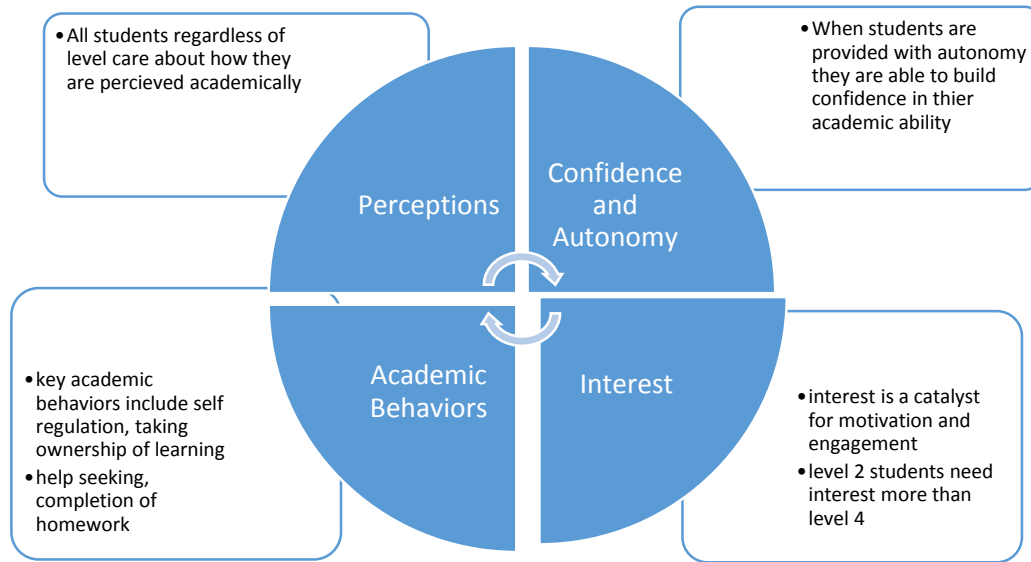 •All students regardless of
level care about how they
are percieved academically
•When students are
provided with autonomy
they are able to build
confidence in thier
academic ability
Perceptions
Confidence
and
Autonomy
Academic
Behaviors
Interest
•key academic
behaviors include self
regulation, taking
ownership of learning
•help seeking,
completion of
homework
•interest is a catalyst
for motivation and
engagement
•level 2 students need
interest more than
level 4